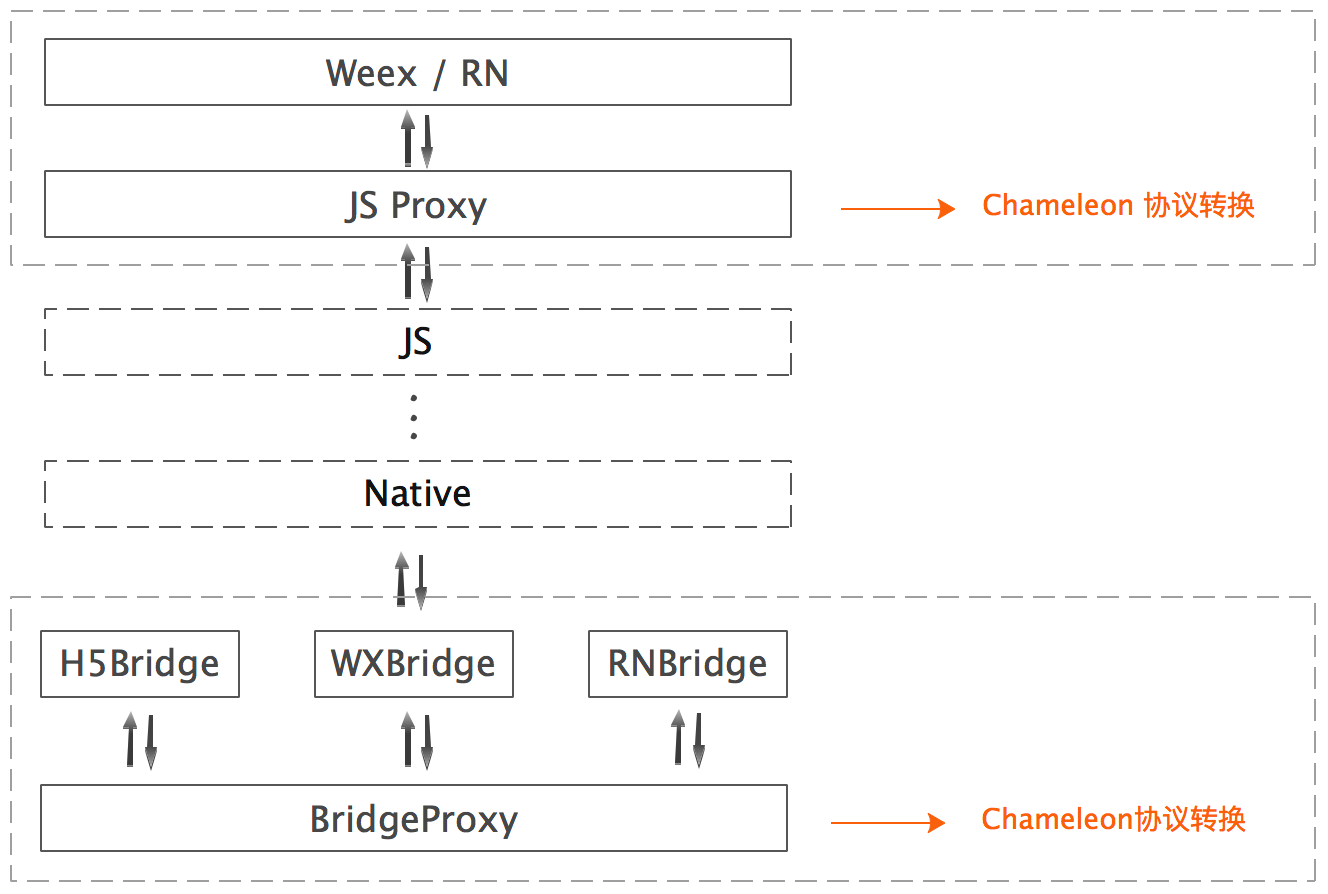 Weex / RN
JS Proxy
Chameleon 协议转换
JS
Native
H5Bridge
WXBridge
RNBridge
BridgeProxy
Chameleon协议转换